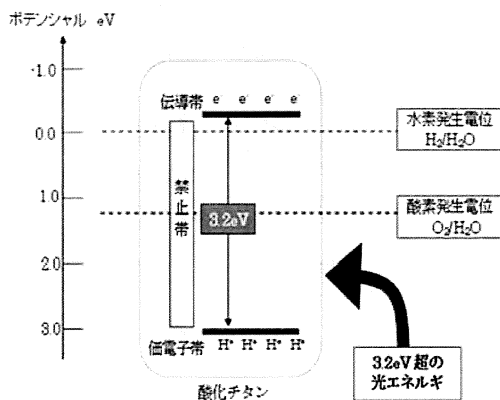 ポテンシャル eV
-1.0
0.0
1.0
2.0
3.0
伝導帯
e⁻ e⁻ e⁻ e⁻
禁止帯
3.2eV
価電子帯
H⁺ H⁺ H⁺ H⁺
酸化チタン
水素発生電位
H₂/H₂O
酸素発生電位
O₂/H₂O
3.2eV 超の
光エネルギ